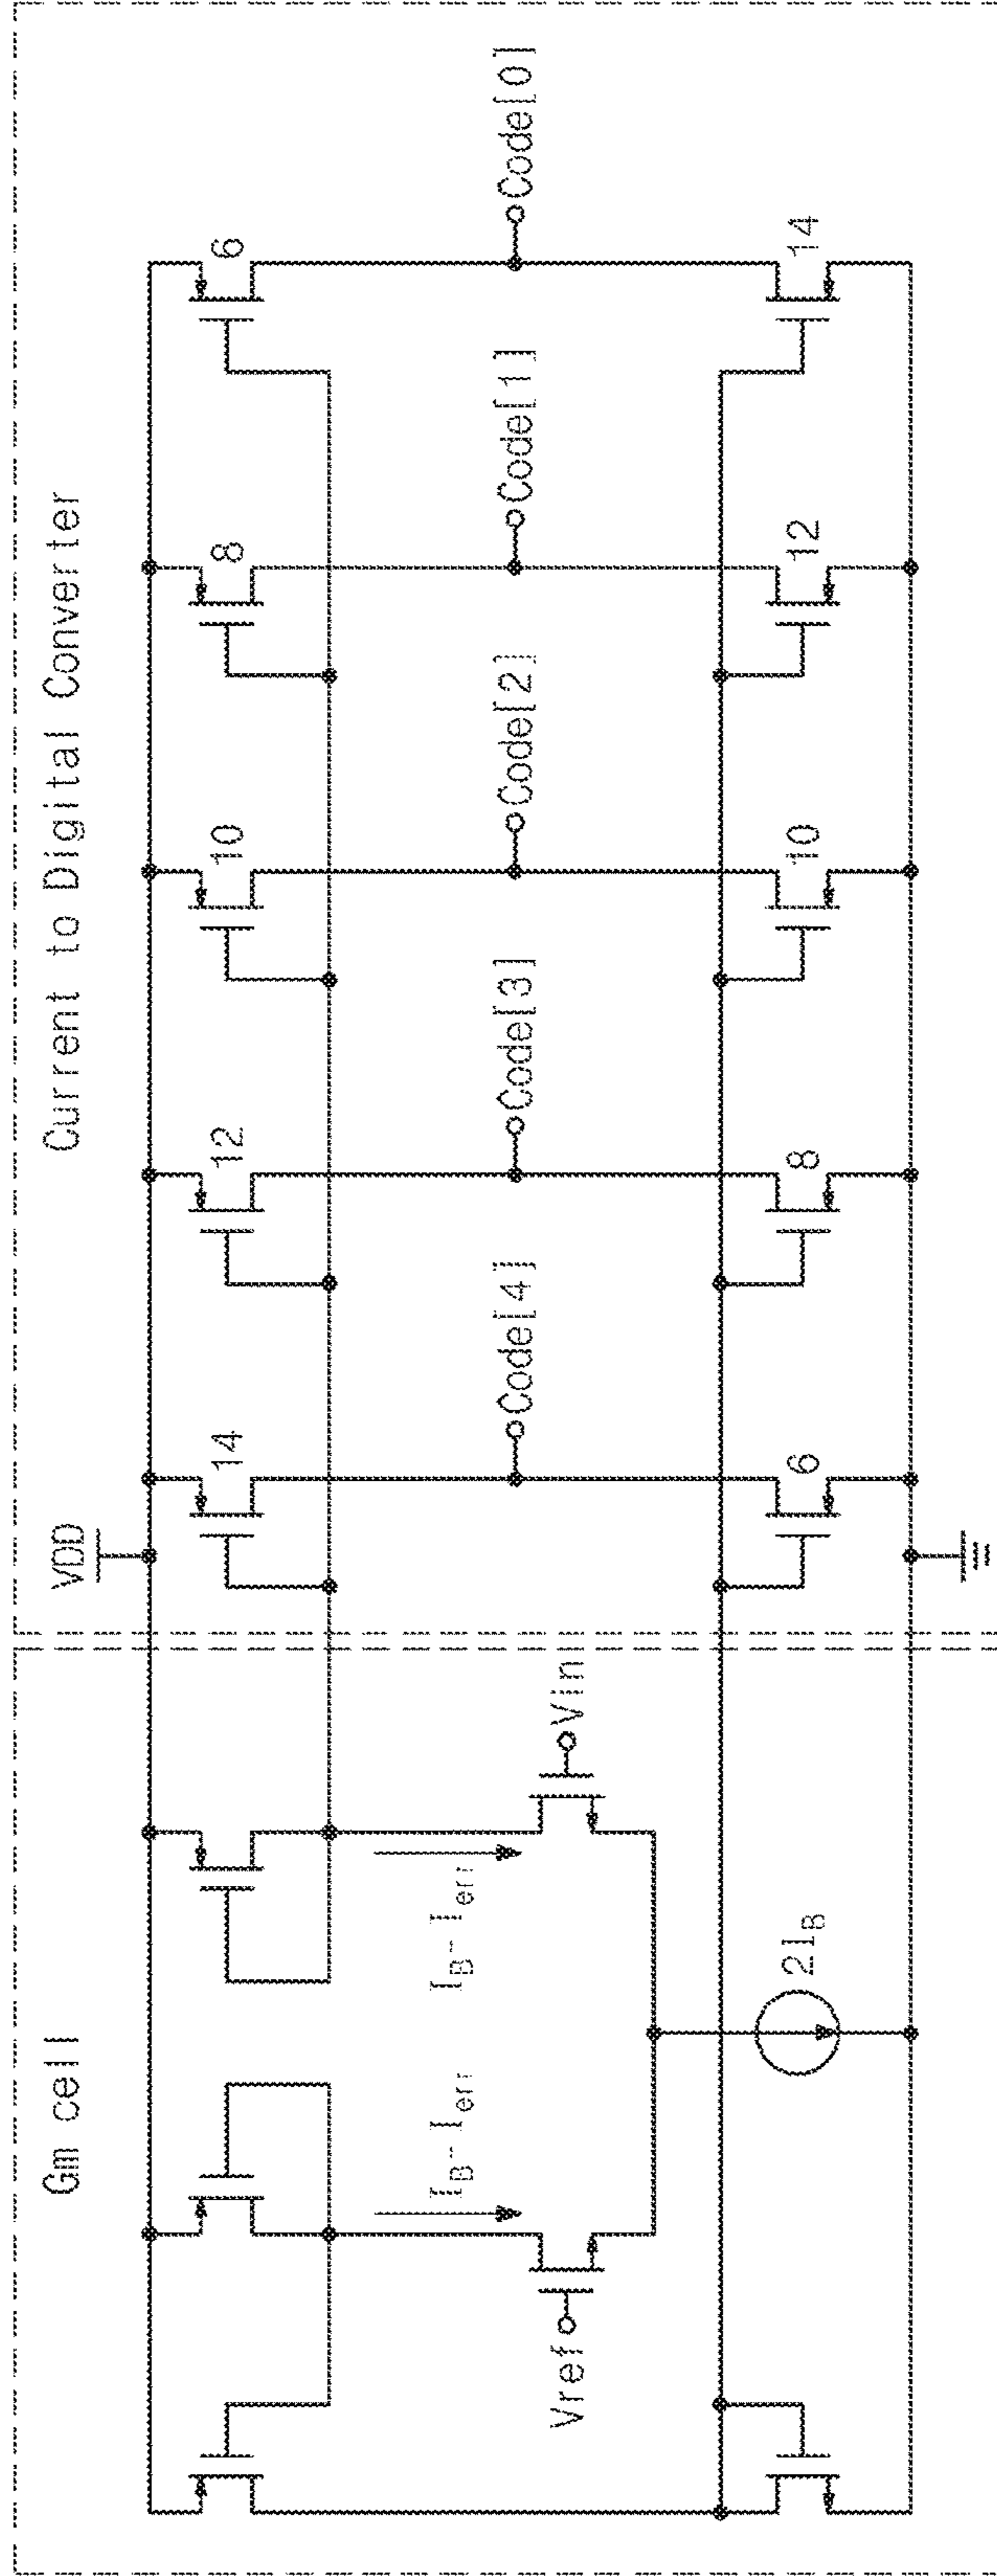 Gm cell
Current to Digital Converter
VDD
14
12
10
8
6
I_B-I_err
I_B-I_err
Vref
Vin
Code[4]
Code[3]
Code[2]
Code[1]
Code[0]
2I_B
6
8
10
12
14